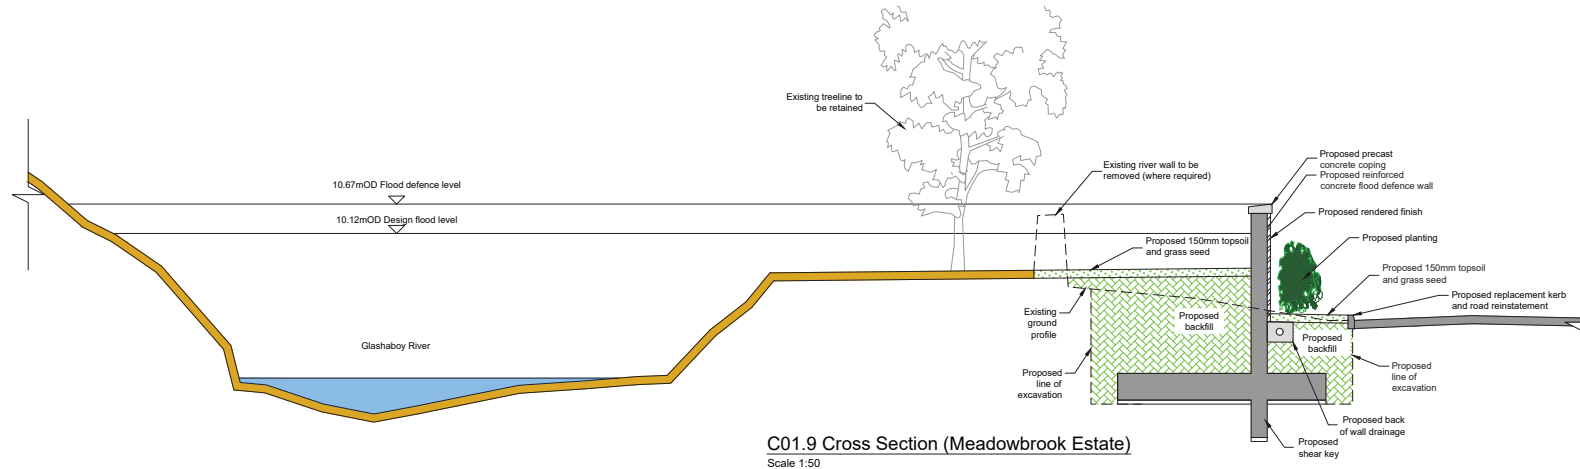 Existing treeline to
be retained
10.67mOD Flood defence level
10.12mOD Design flood level
Existing river wall to be
removed (where required)
Proposed precast
concrete coping
Proposed reinforced
concrete flood defence wall
Proposed rendered finish
Proposed planting
Proposed 150mm topsoil
and grass seed
Proposed 150mm topsoil
and grass seed
Proposed replacement kerb
and road reinstatement
Existing
ground
profile
Proposed
backfill
Proposed
backfill
Glashaboy River
Proposed
line of
excavation
Proposed
line of
excavation
Proposed back
of wall drainage
Proposed
shear key
C01.9 Cross Section (Meadowbrook Estate)
Scale 1:50